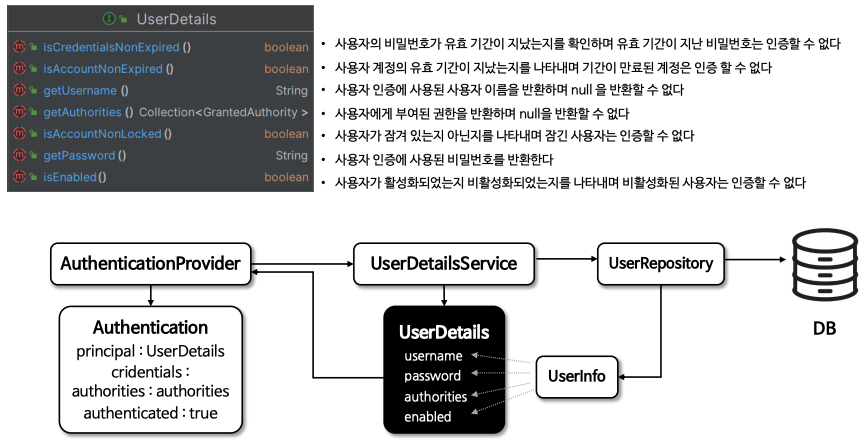 UserDetails
isCredentialsNonExpired () boolean • 사용자의 비밀번호가 유효 기간이 지났는지를 확인하며 유효 기간이 지난 비밀번호는 인증할 수 없다
isAccountNonExpired () boolean • 사용자 계정의 유효 기간이 지났는지를 나타내며 기간이 만료된 계정은 인증 할 수 없다
getUsername () String • 사용자 인증에 사용된 사용자 이름을 반환하며 null 을 반환할 수 없다
getAuthorities () Collection<GrantedAuthority > • 사용자에게 부여된 권한을 반환하며 null을 반환할 수 없다
isAccountNonLocked () boolean • 사용자가 잠겨 있는지 아닌지를 나타내며 잠긴 사용자는 인증할 수 없다
getPassword () String • 사용자 인증에 사용된 비밀번호를 반환한다
isEnabled() boolean • 사용자가 활성화되었는지 비활성화되었는지를 나타내며 비활성화된 사용자는 인증할 수 없다
AuthenticationProvider
UserDetailsService
UserRepository
DB
Authentication
principal : UserDetails
cridentials :
authorities : authorities
authenticated : true
UserDetails
username
password
authorities
enabled
UserInfo